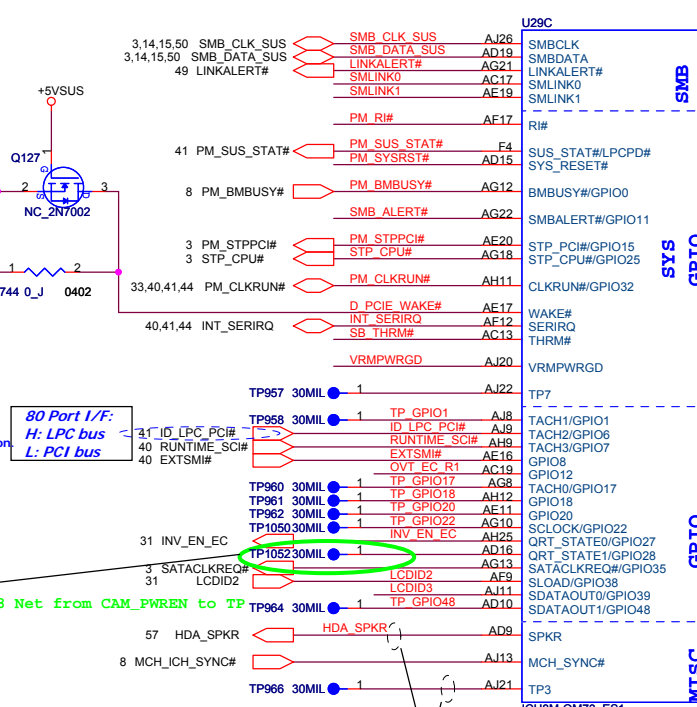 U29C
3,14,15,50 SMB_CLK_SUS SMB_CLK_SUS AJ26 SMBCLK
3,14,15,50 SMB_DATA_SUS SMB_DATA_SUS AD19 SMBDATA
49 LINKALERT# LINKALERT# AG21 LINKALERT#
SMLINK0 AC17 SMLINK0
SMLINK1 AE19 SMLINK1
SMB
+5VSUS
PM_RI# AF17 RI#
Q127
1
G
2
S
D
3
NC_2N7002
41 PM_SUS_STAT# PM_SUS_STAT# F4 SUS_STAT#/LPCPD#
PM_SYSRST# AD15 SYS_RESET#
8 PM_BMBUSY# PM_BMBUSY# AG12 BMBUSY#/GPIO0
SMB_ALERT# AG22 SMBALERT#/GPIO11
3 PM_STPPCI# PM_STPPCI# AE20 STP_PCI#/GPIO15
3 STP_CPU# STP_CPU# AG18 STP_CPU#/GPIO25
SYS
GPIO
1 2
744 0_J 0402
33,40,41,44 PM_CLKRUN# PM_CLKRUN# AH11 CLKRUN#/GPIO32
D_PCIE_WAKE# AE17 WAKE#
40,41,44 INT_SERIRQ INT_SERIRQ AF12 SERIRQ
SB_THRM# AC13 THRM#
VRMPWRGD AJ20 VRMPWRGD
TP957 30MIL 1 AJ22 TP7
80 Port I/F:
H: LPC bus
L: PCI bus
on.
TP958 30MIL 1 TP_GPIO1 AJ8 TACH1/GPIO1
41 ID_LPC_PCI# ID_LPC_PCI# AJ9 TACH2/GPIO6
40 RUNTIME_SCI# RUNTIME_SCI# AH9 TACH3/GPIO7
40 EXTSMI# EXTSMI# AE16 GPIO8
OVT_EC_R1 AC19 GPIO12
TP960 30MIL 1 TP_GPIO17 AG8 TACH0/GPIO17
TP961 30MIL 1 TP_GPIO18 AH12 GPIO18
TP962 30MIL 1 TP_GPIO20 AE11 GPIO20
TP1050 30MIL 1 TP_GPIO22 AG10 SCLOCK/GPIO22
31 INV_EN_EC INV_EN_EC AH25 QRT_STATE0/GPIO27
TP1052 30MIL 1 AD16 QRT_STATE1/GPIO28
3 SATACLKREQ# AG13 SATACLKREQ#/GPIO35
31 LCDID2 LCDID2 AF9 SLOAD/GPIO38
LCDID3 AJ11 SDATAOUT0/GPIO39
TP964 30MIL 1 TP_GPIO48 AD10 SDATAOUT1/GPIO48
GPIO
Net from CAM_PWREN to TP
57 HDA_SPKR HDA_SPKR AD9 SPKR
8 MCH_ICH_SYNC# AJ13 MCH_SYNC#
TP966 30MIL 1 AJ21 TP3
MISC